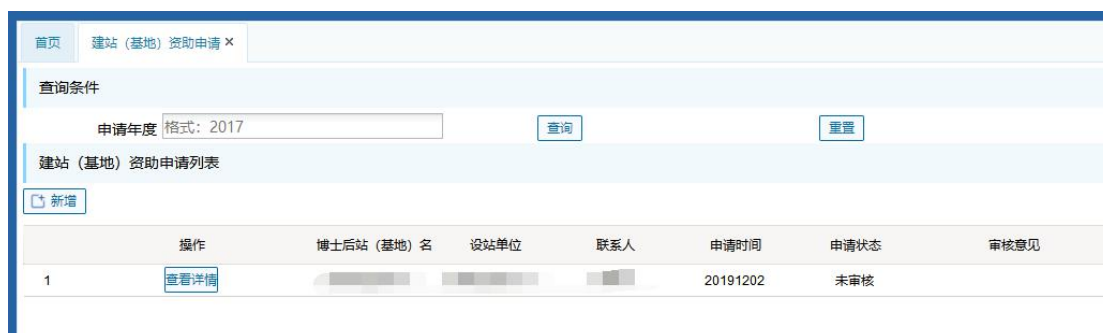 首页 建站（基地）资助申请 ×
查询条件
申请年度 格式：2017 查询 重置
建站（基地）资助申请列表
新增
操作 博士后站（基地）名 设站单位 联系人 申请时间 申请状态 审核意见
1 查看详情 20191202 未审核